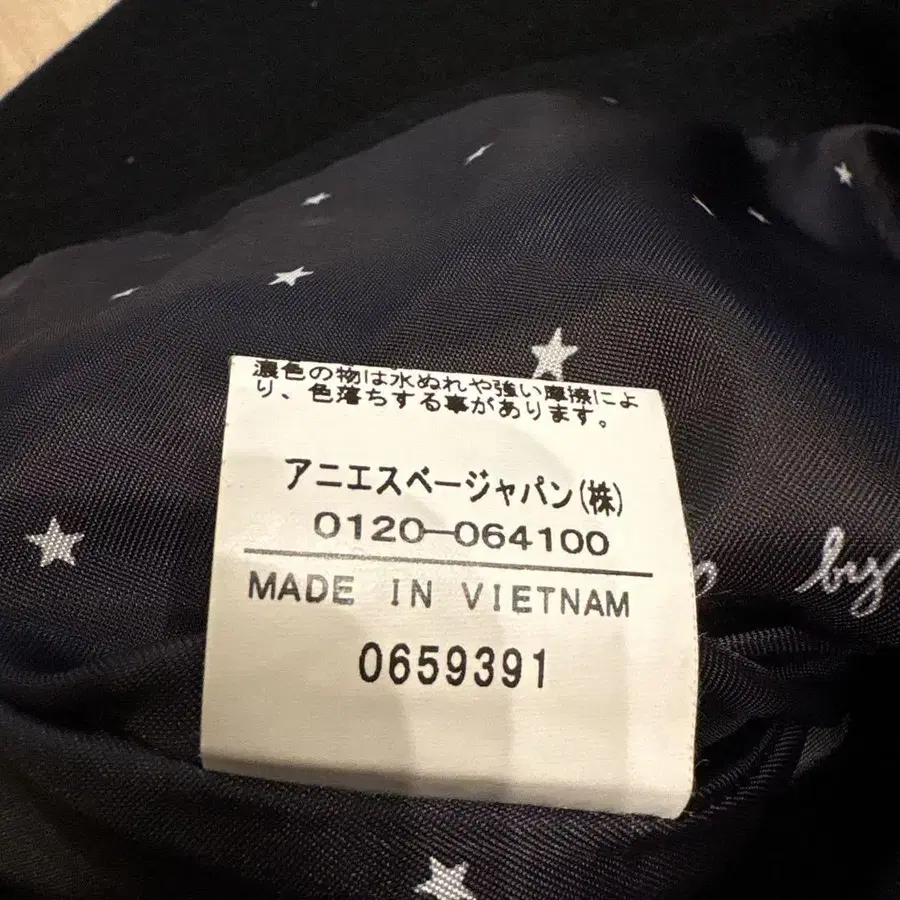 濃色の物は水ぬれや強い摩擦によ
り、色落ちする事があります。
アニエスベージャパン(株)
0120-064100
MADE IN VIETNAM
0659391
by